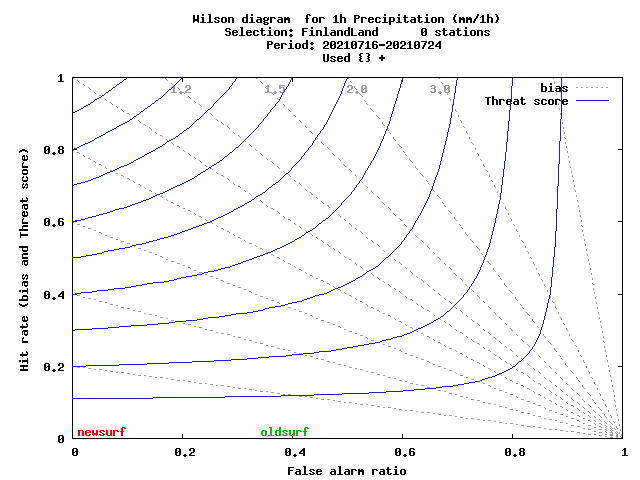 Wilson diagram  for 1h Precipitation (mm/1h)
Selection: FinlandLand      0 stations
Period: 20210716-20210724
Used {} +
1.2 1.5 2.0 3.0
bias
Threat score
1
0.8
0.6
0.4
0.2
0
Hit rate (bias and Threat score)
newsurf oldsurf
0 0.2 0.4 0.6 0.8 1
False alarm ratio